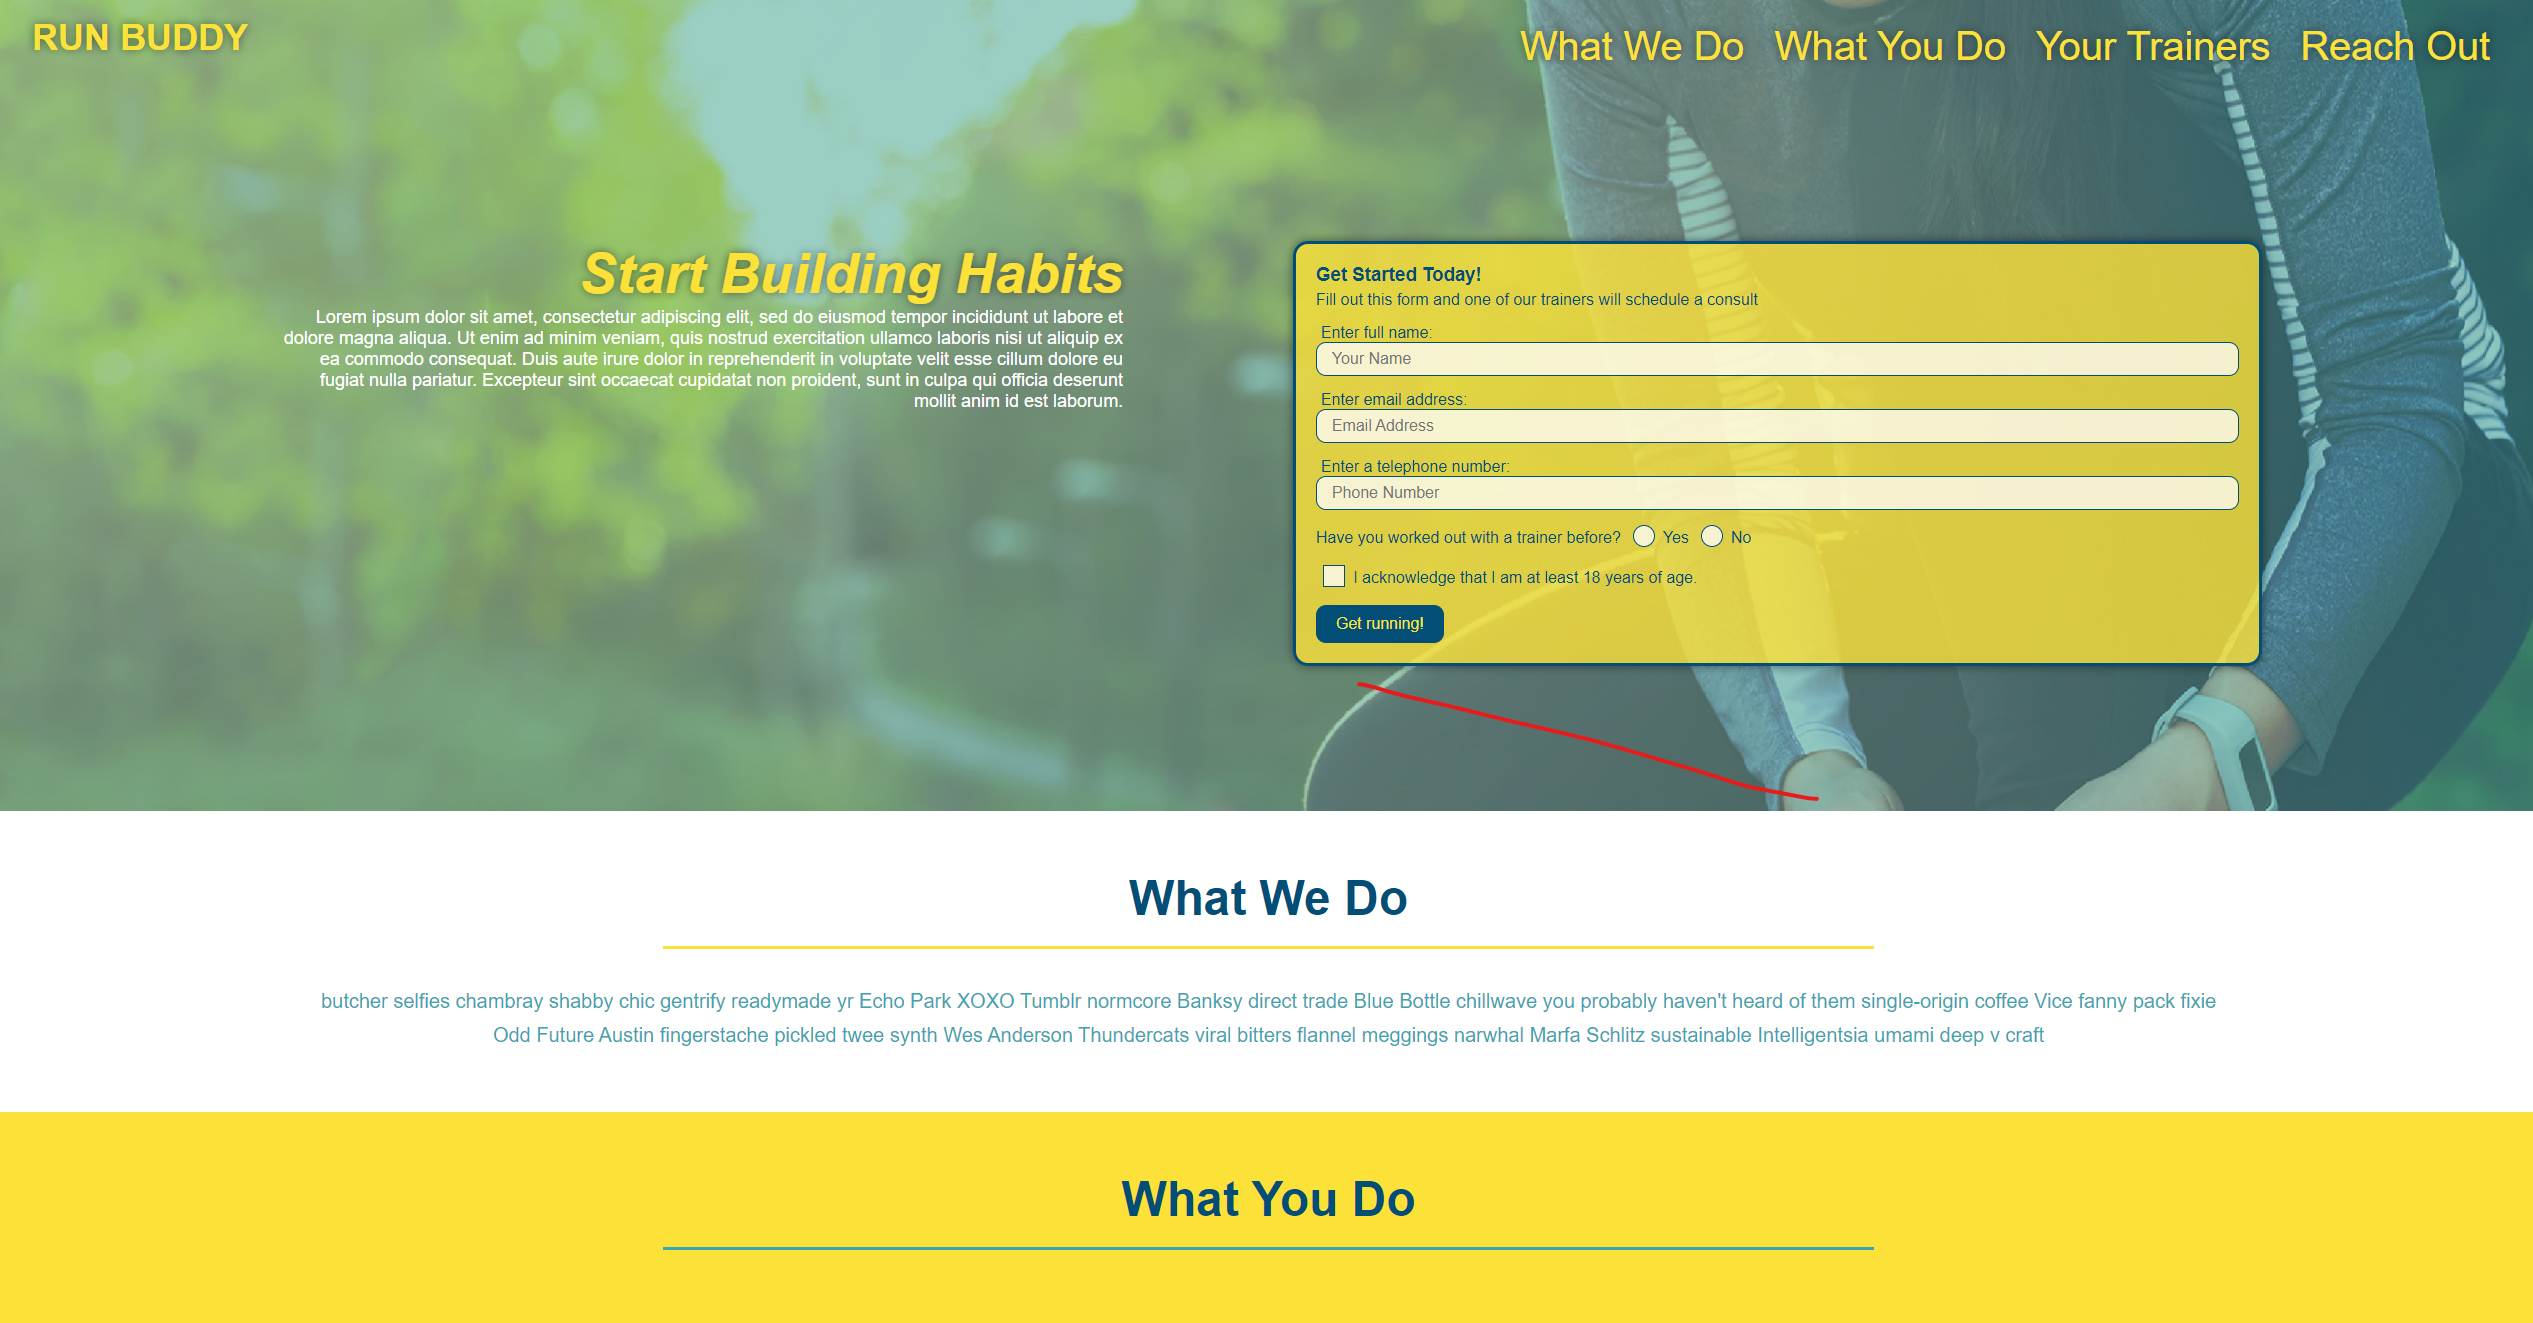 RUN BUDDY
What We Do What You Do Your Trainers Reach Out
Start Building Habits
Lorem ipsum dolor sit amet, consectetur adipiscing elit, sed do eiusmod tempor incididunt ut labore et
dolore magna aliqua. Ut enim ad minim veniam, quis nostrud exercitation ullamco laboris nisi ut aliquip ex
ea commodo consequat. Duis aute irure dolor in reprehenderit in voluptate velit esse cillum dolore eu
fugiat nulla pariatur. Excepteur sint occaecat cupidatat non proident, sunt in culpa qui officia deserunt
mollit anim id est laborum.
Get Started Today!
Fill out this form and one of our trainers will schedule a consult
Enter full name:
Your Name
Enter email address:
Email Address
Enter a telephone number:
Phone Number
Have you worked out with a trainer before? Yes No
I acknowledge that I am at least 18 years of age.
Get running!
What We Do
butcher selfies chambray shabby chic gentrify readymade yr Echo Park XOXO Tumblr normcore Banksy direct trade Blue Bottle chillwave you probably haven't heard of them single-origin coffee Vice fanny pack fixie
Odd Future Austin fingerstache pickled twee synth Wes Anderson Thundercats viral bitters flannel meggings narwhal Marfa Schlitz sustainable Intelligentsia umami deep v craft
What You Do